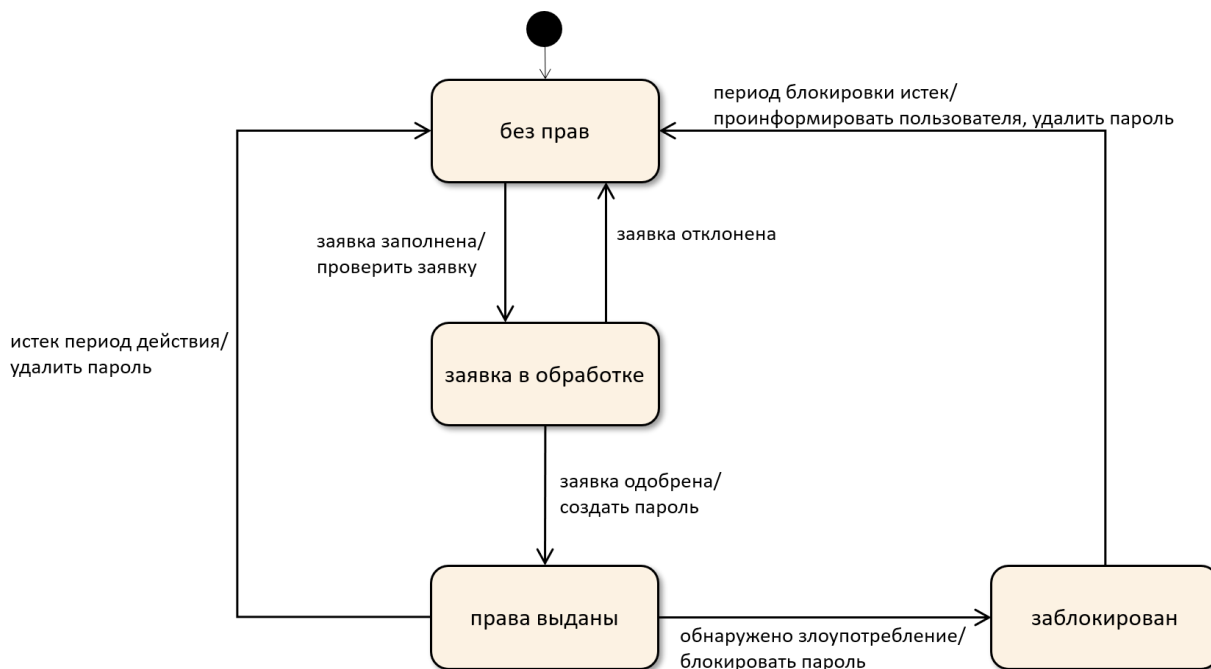 период блокировки истек/
проинформировать пользователя, удалить пароль
без прав
заявка заполнена/
проверить заявку
заявка отклонена
истек период действия/
удалить пароль
заявка в обработке
заявка одобрена/
создать пароль
права выданы
обнаружено злоупотребление/
блокировать пароль
заблокирован